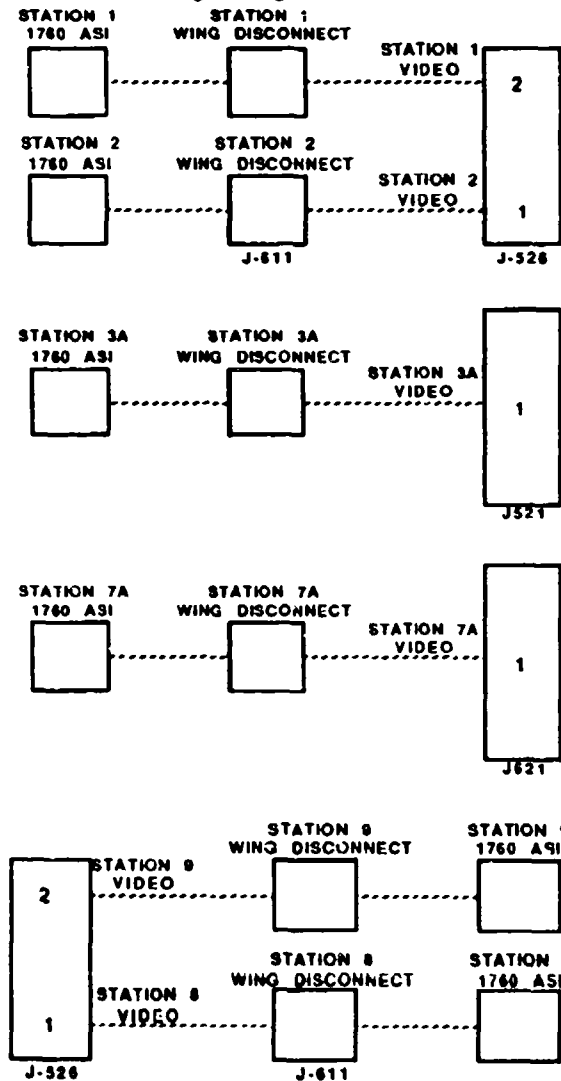 STATION 1
1760 ASI
STATION 1
WING DISCONNECT
STATION 1
VIDEO
2
STATION 2
1760 ASI
STATION 2
WING DISCONNECT
STATION 2
VIDEO
1
J-611
J-526
STATION 3A
1760 ASI
STATION 3A
WING DISCONNECT
STATION 3A
VIDEO
1
J521
STATION 7A
1760 ASI
STATION 7A
WING DISCONNECT
STATION 7A
VIDEO
1
J621
2
STATION 9
VIDEO
STATION 9
WING DISCONNECT
STATION
1760 ASI
1
STATION 8
VIDEO
STATION 8
WING DISCONNECT
STATION
1760 ASI
J-526
J-611